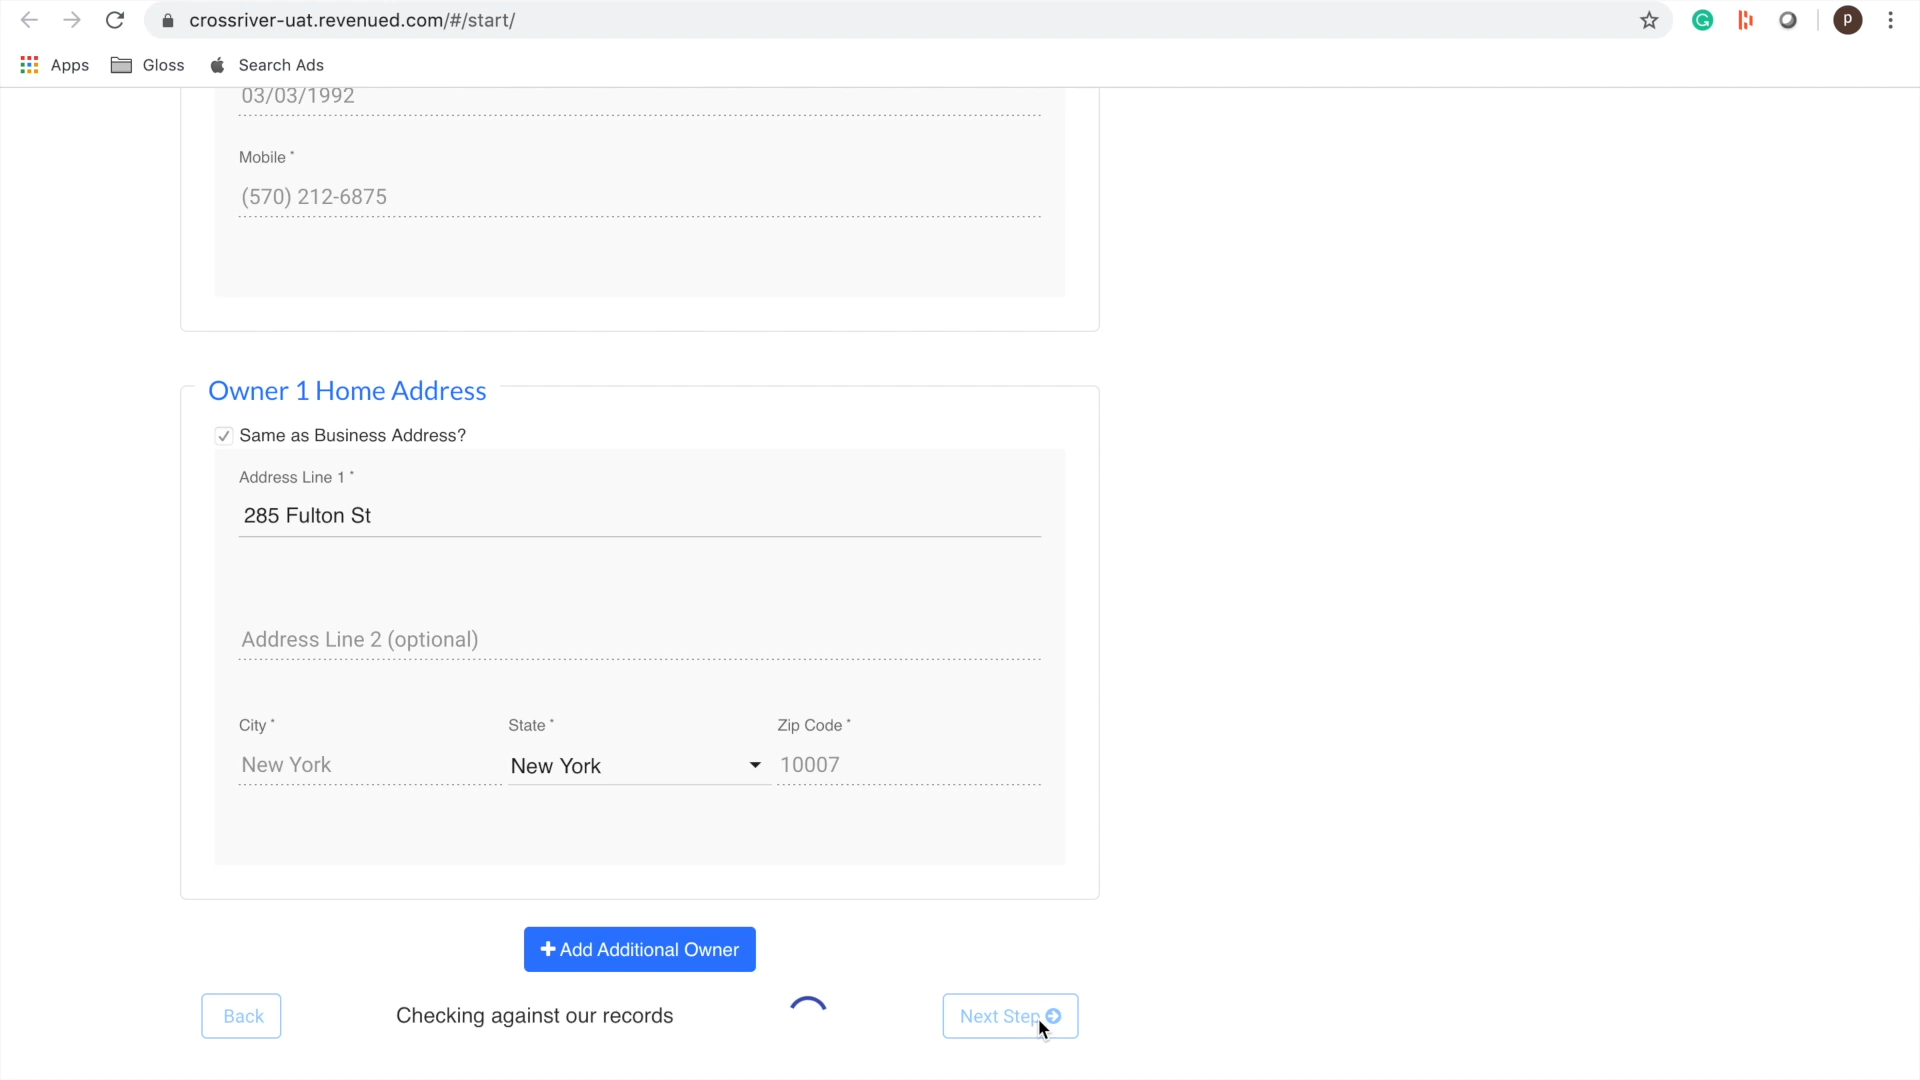 crossriver-uat.revenued.com/#/start/
P
Apps
Gloss
Search Ads
03/03/1992
Mobile *
(570) 212-6875
Owner 1 Home Address
Same as Business Address?
Address Line 1 *
285 Fulton St
Address Line 2 (optional)
City * State * Zip Code *
New York New York 10007
Add Additional Owner
Back Checking against our records Next Step